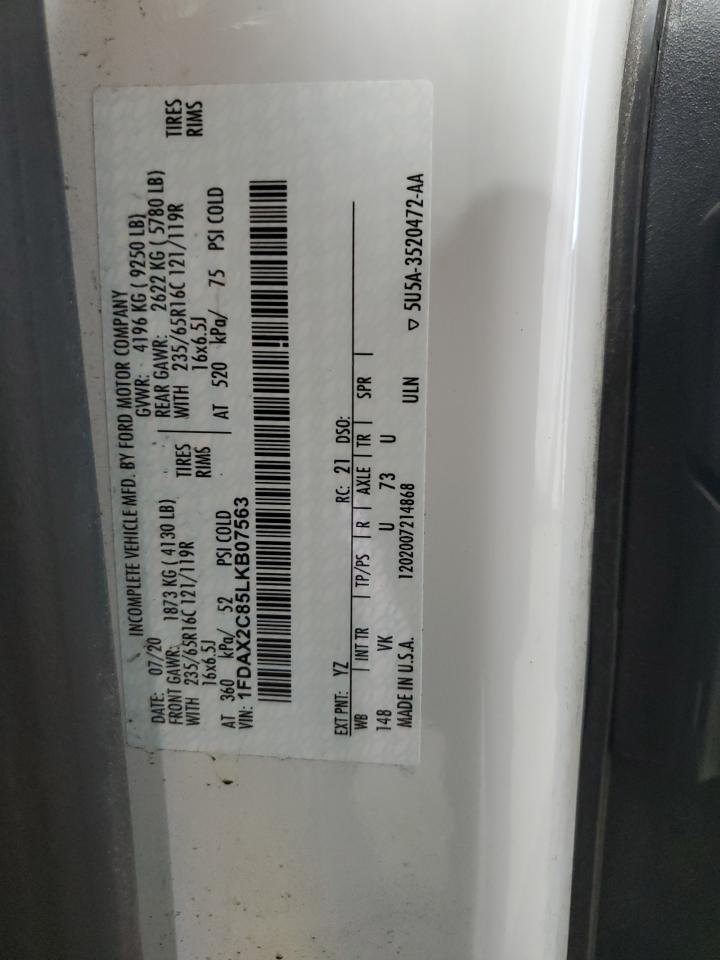 INCOMPLETE VEHICLE MFD. BY FORD MOTOR COMPANY
DATE: 07/20 GVWR: 4196 KG ( 9250 LB)
FRONT GAWR: 1873 KG ( 4130 LB) REAR GAWR: 2622 KG ( 5780 LB)
WITH 235/65R16C 121/119R TIRES WITH 235/65R16C 121/119R TIRES
16x6.5J RIMS 16x6.5J RIMS
AT 360 kPa/ 52 PSI COLD AT 520 kPa/ 75 PSI COLD
VIN: 1FDAX2C85LKB07563
EXT PNT: YZ RC: 21 DSO:
WB | INT TR | TP/PS | R | AXLE | TR | SPR |
148 VK U 73 U
MADE IN U.S.A. 1202007214868 ULN ▽ 5U5A-3520472-AA